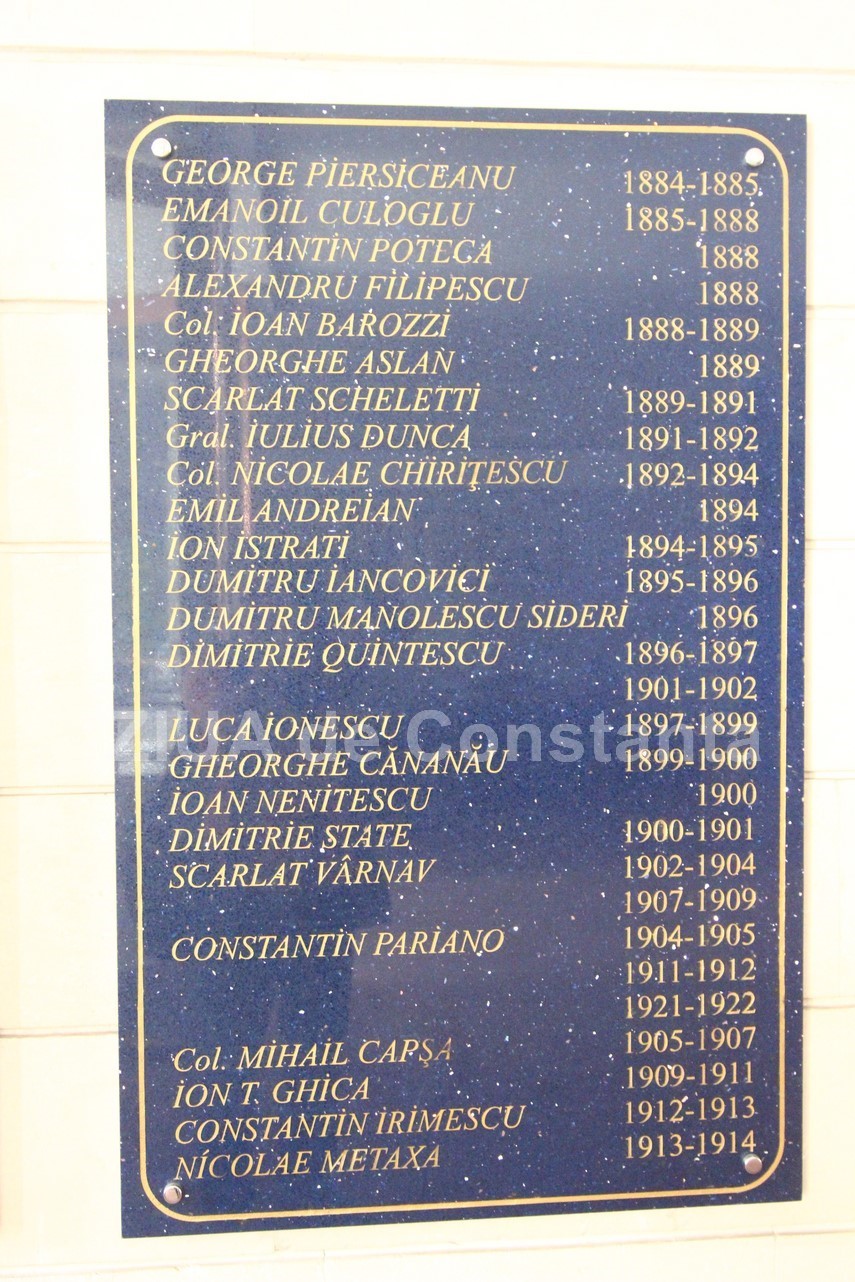 GEORGE PIERSICEANU 1884-1885
EMANOIL CULOGLU 1885-1888
CONSTANTIN POTECA 1888
ALEXANDRU FILIPESCU 1888
Col. IOAN BAROZZI 1888-1889
GHEORGHE ASLAN 1889
SCARLAT SCHELETTI 1889-1891
Gral. IULIUS DUNCA 1891-1892
Col. NICOLAE CHIRIŢESCU 1892-1894
EMIL ANDREIAN 1894
ION ISTRATI 1894-1895
DUMITRU IANCOVICI 1895-1896
DUMITRU MANOLESCU SIDERI 1896
DIMITRIE QUINTESCU 1896-1897
1901-1902
LUCA IONESCU 1897-1899
GHEORGHE CĂNANĂU 1899-1900
IOAN NENITESCU 1900
DIMITRIE STATE 1900-1901
SCARLAT VÂRNAV 1902-1904
1907-1909
CONSTANTIN PARIANO 1904-1905
1911-1912
1921-1922
Col. MIHAIL CAPŞA 1905-1907
ION T. GHICA 1909-1911
CONSTANTIN IRIMESCU 1912-1913
NICOLAE METAXA 1913-1914
ZIUA de Constanta